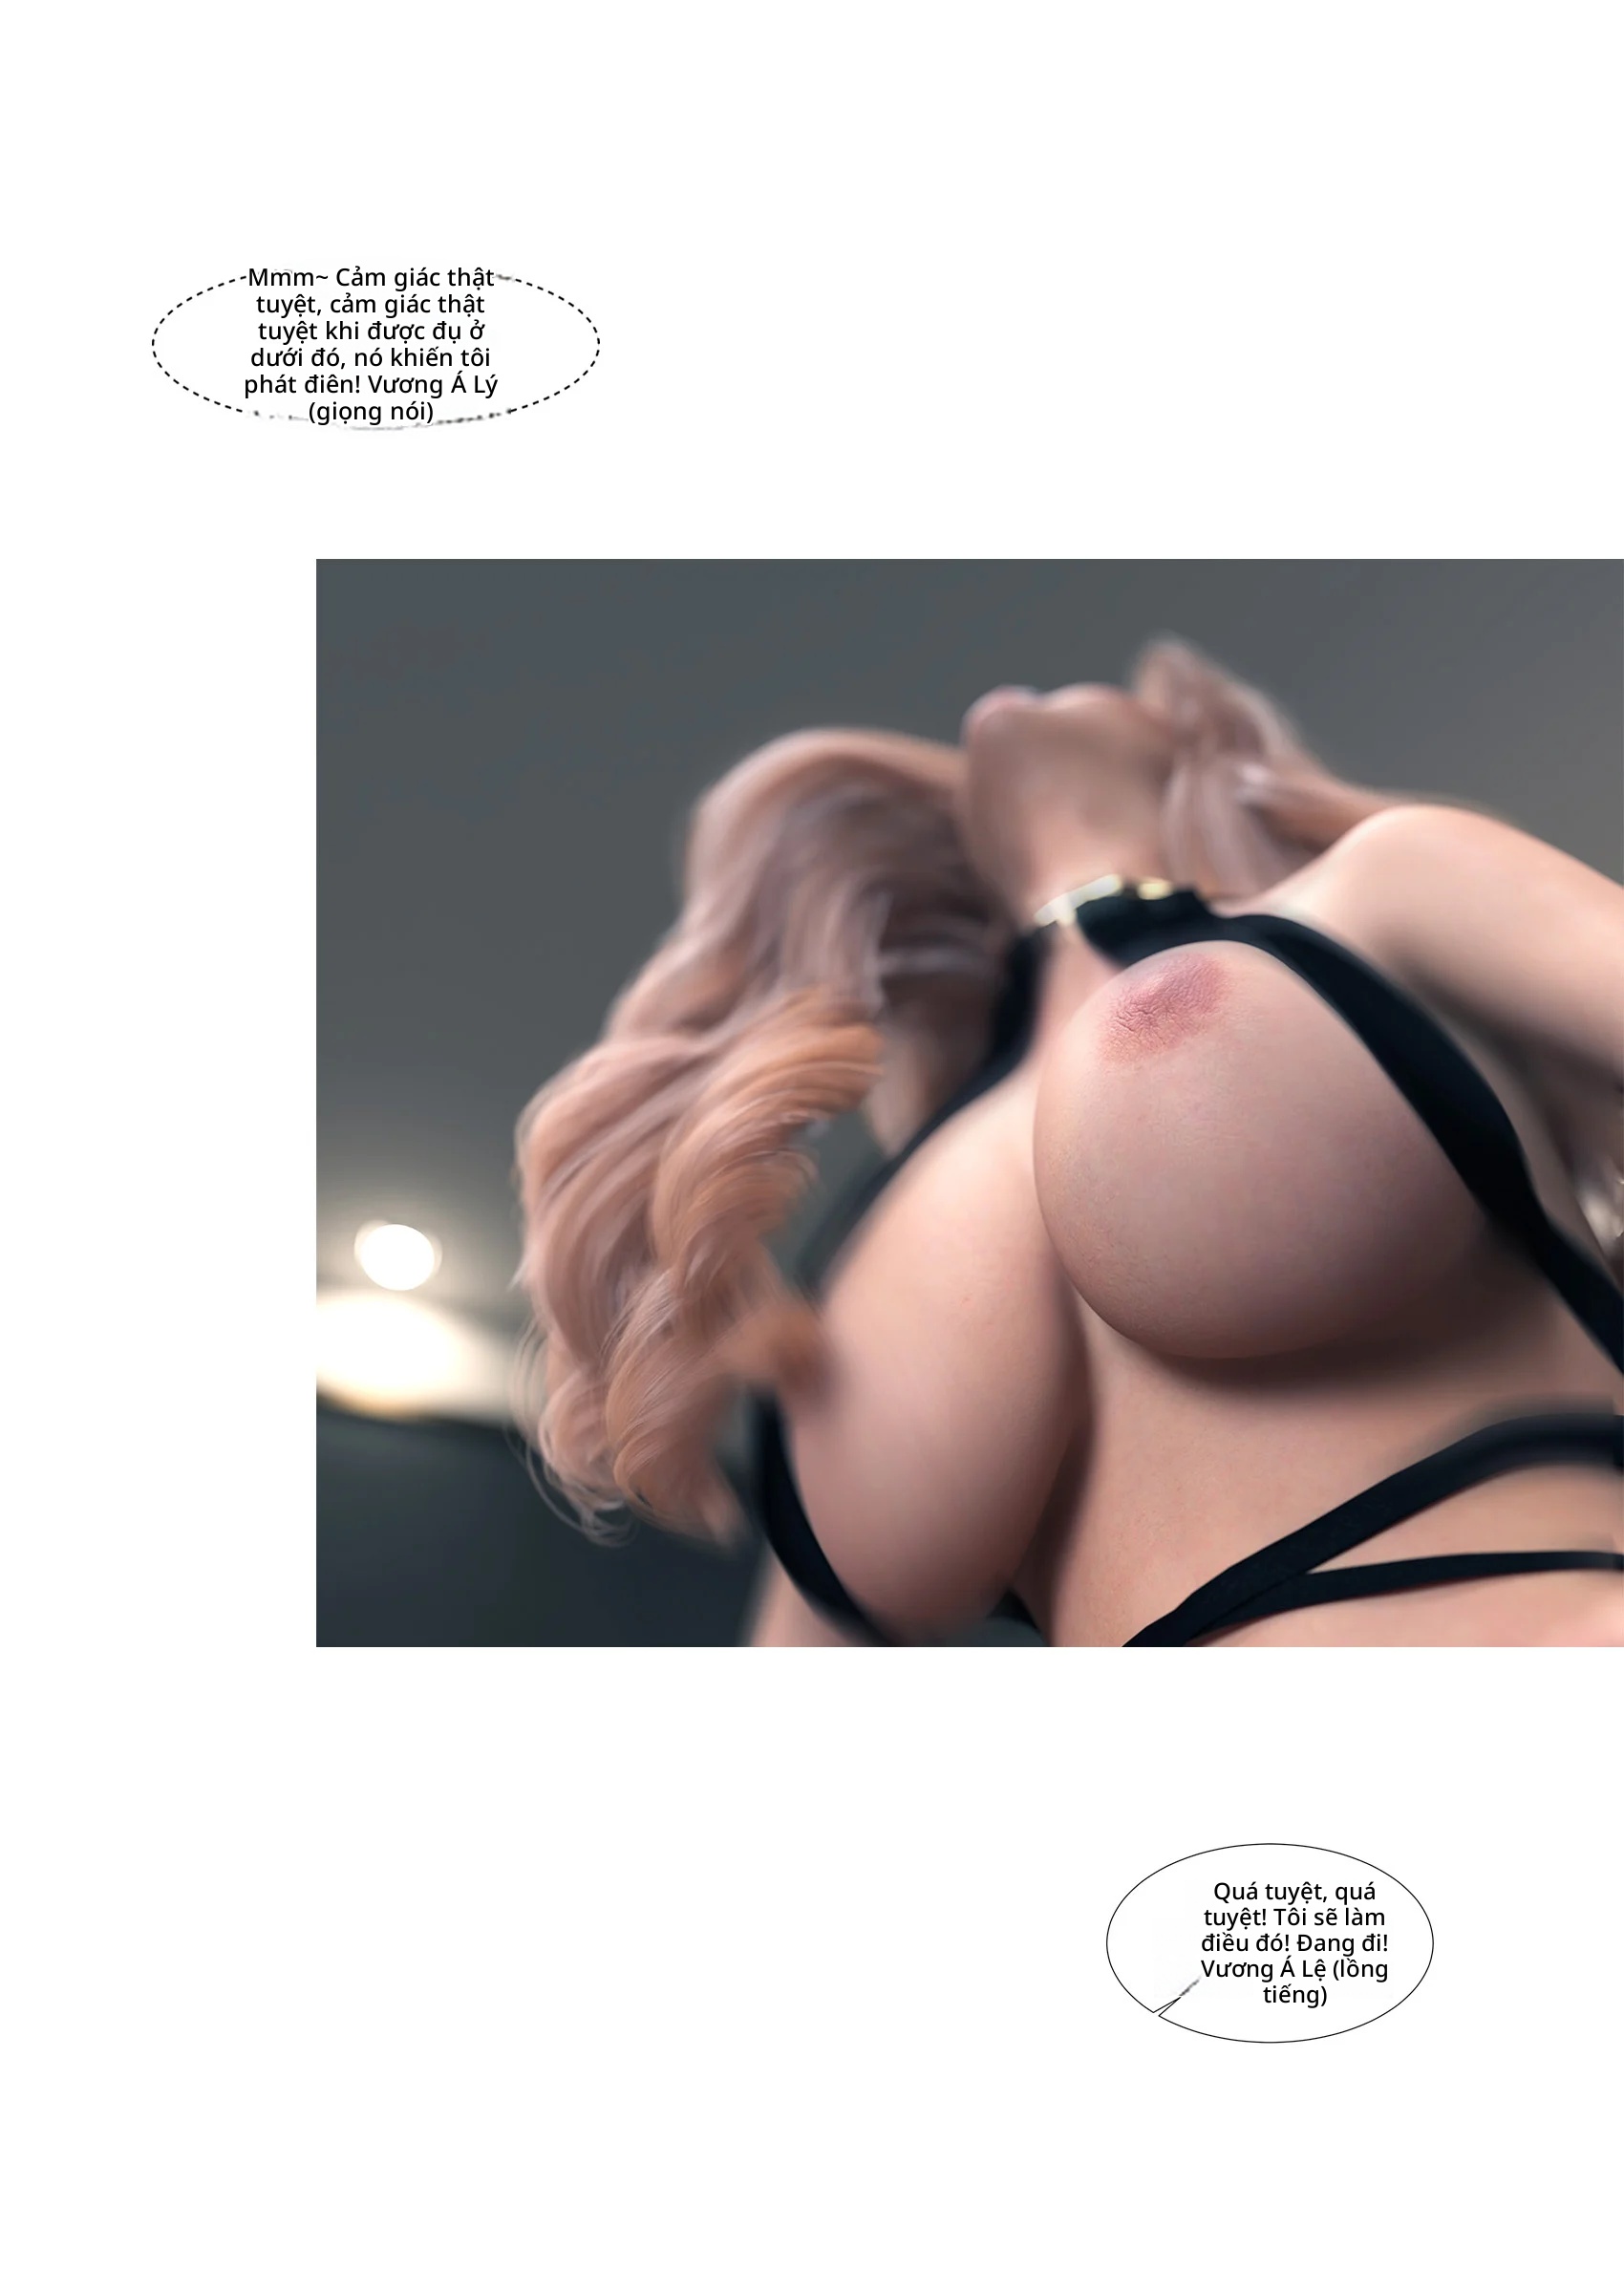 Mmm~ Cảm giác thật
tuyệt, cảm giác thật
tuyệt khi được đụ ở
dưới đó, nó khiến tôi
phát điên! Vương Á Lý
(giọng nói)
Quá tuyệt, quá
tuyệt! Tôi sẽ làm
điều đó! Đang đi!
Vương Á Lệ (lồng
tiếng)